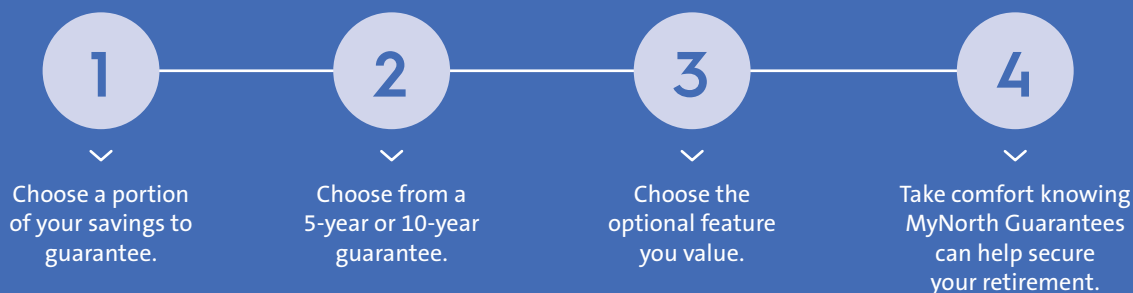 1
2
3
4
Choose a portion
of your savings to
guarantee.
Choose from a
5-year or 10-year
guarantee.
Choose the
optional feature
you value.
Take comfort knowing
MyNorth Guarantees
can help secure
your retirement.